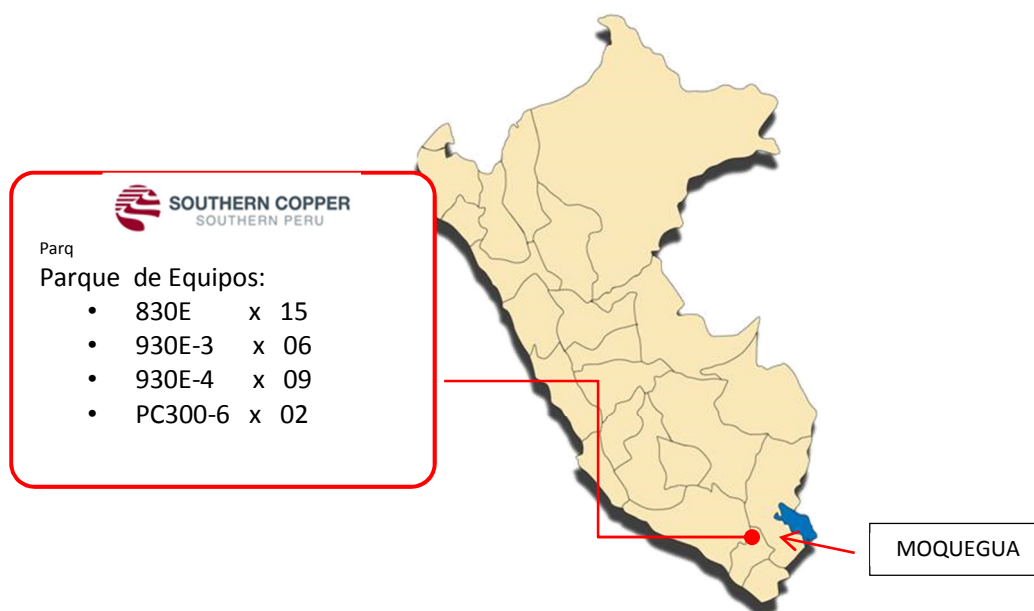 SOUTHERN COPPER
SOUTHERN PERU
Parq
Parque de Equipos:
• 830E x 15
• 930E-3 x 06
• 930E-4 x 09
• PC300-6 x 02
MOQUEGUA